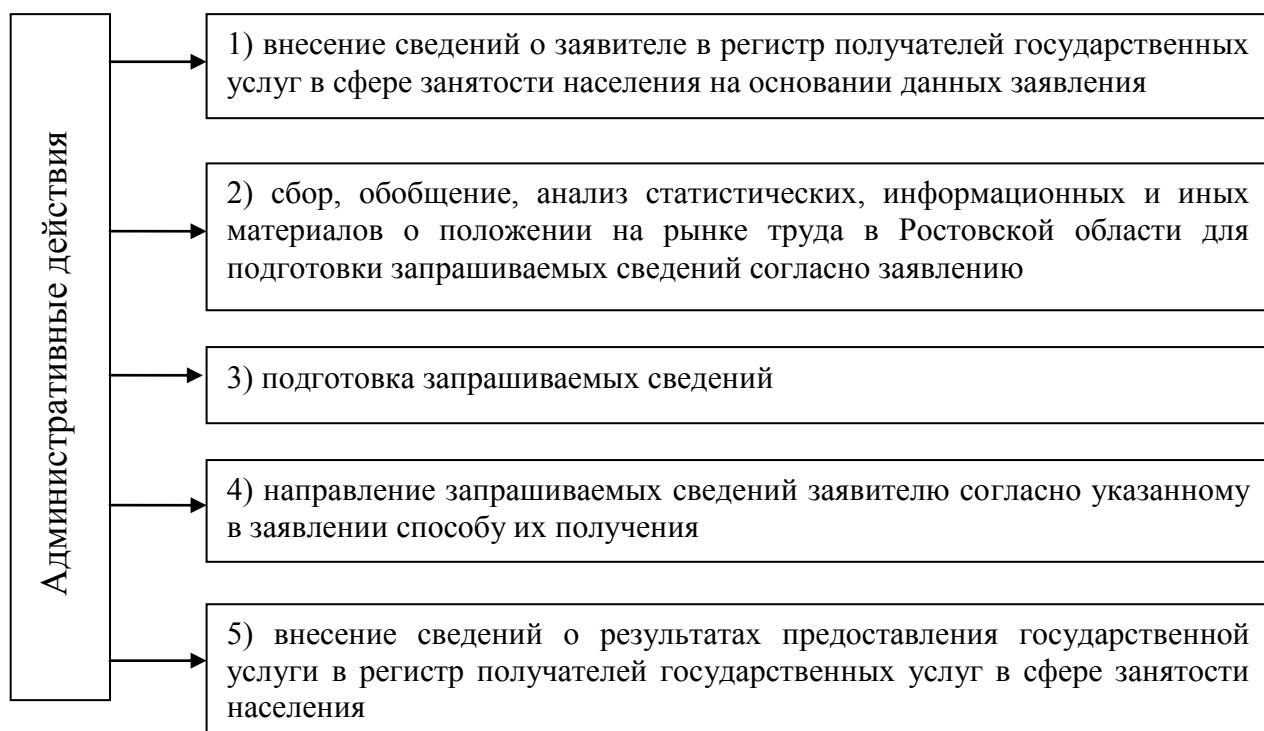 Административные действия
1) внесение сведений о заявителе в регистр получателей государственных
услуг в сфере занятости населения на основании данных заявления
2) сбор, обобщение, анализ статистических, информационных и иных
материалов о положении на рынке труда в Ростовской области для
подготовки запрашиваемых сведений согласно заявлению
3) подготовка запрашиваемых сведений
4) направление запрашиваемых сведений заявителю согласно указанному
в заявлении способу их получения
5) внесение сведений о результатах предоставления государственной
услуги в регистр получателей государственных услуг в сфере занятости
населения